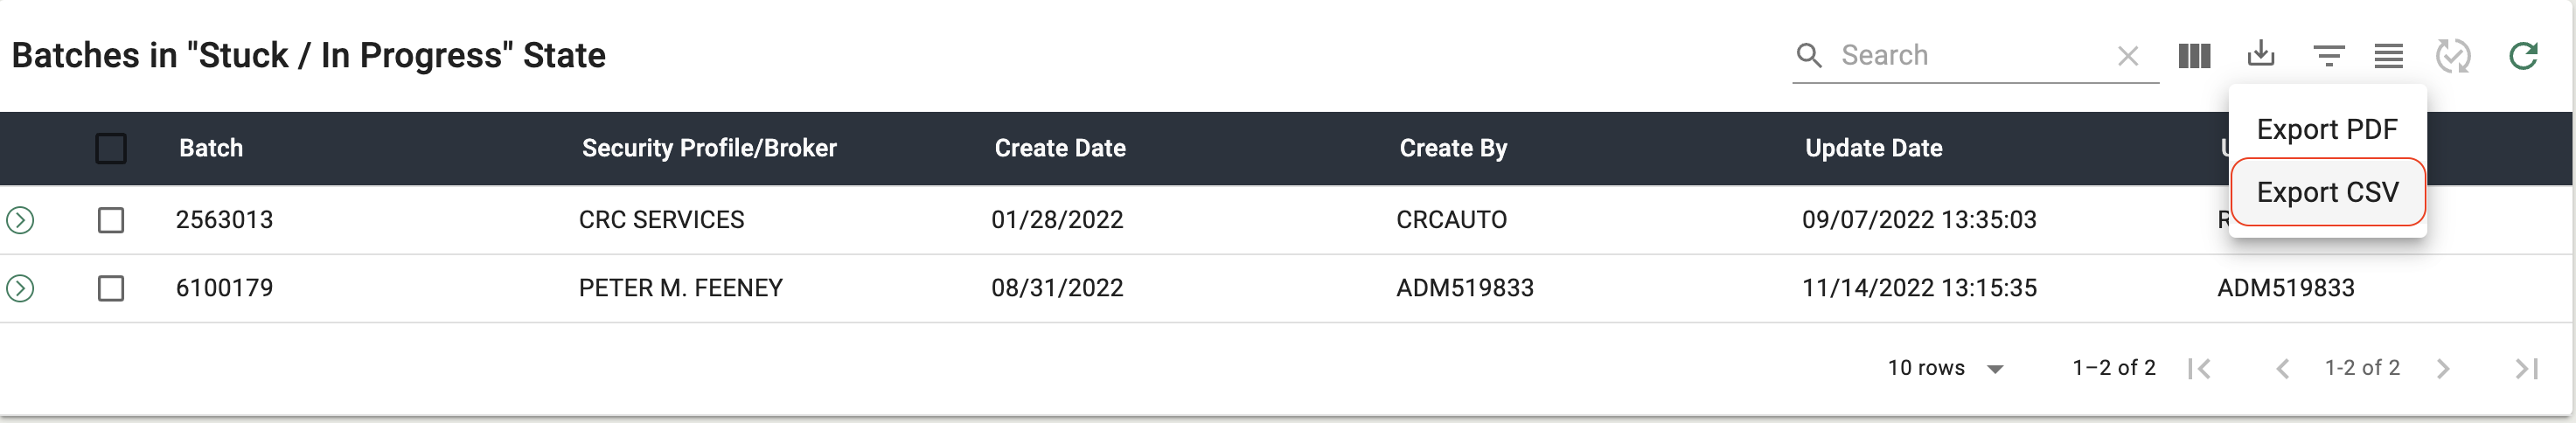 Batches in "Stuck / In Progress" State
Search
Export PDF
Export CSV
Batch Security Profile/Broker Create Date Create By Update Date
2563013 CRC SERVICES 01/28/2022 CRCAUTO 09/07/2022 13:35:03
6100179 PETER M. FEENEY 08/31/2022 ADM519833 11/14/2022 13:15:35 ADM519833
10 rows 1–2 of 2 1-2 of 2